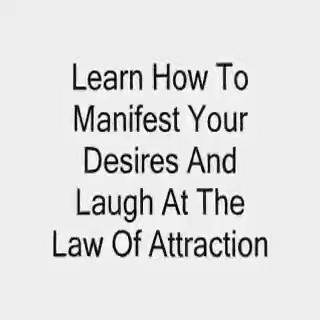 Learn How To
Manifest Your
Desires And
Laugh At The
Law Of Attraction